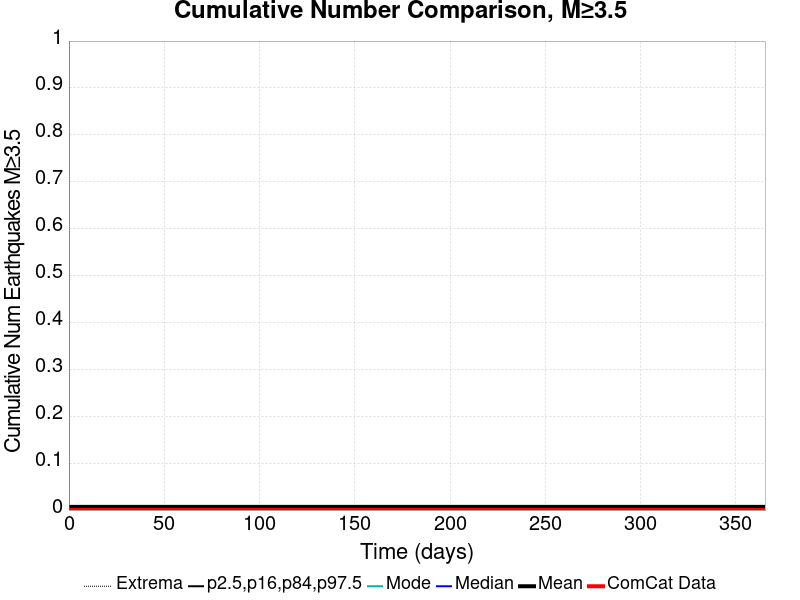 Cumulative Number Comparison, M≥3.5
Cumulative Num Earthquakes M≥3.5
1
0.9
0.8
0.7
0.6
0.5
0.4
0.3
0.2
0.1
0
0 50 100 150 200 250 300 350
Time (days)
Extrema p2.5,p16,p84,p97.5 Mode Median Mean ComCat Data